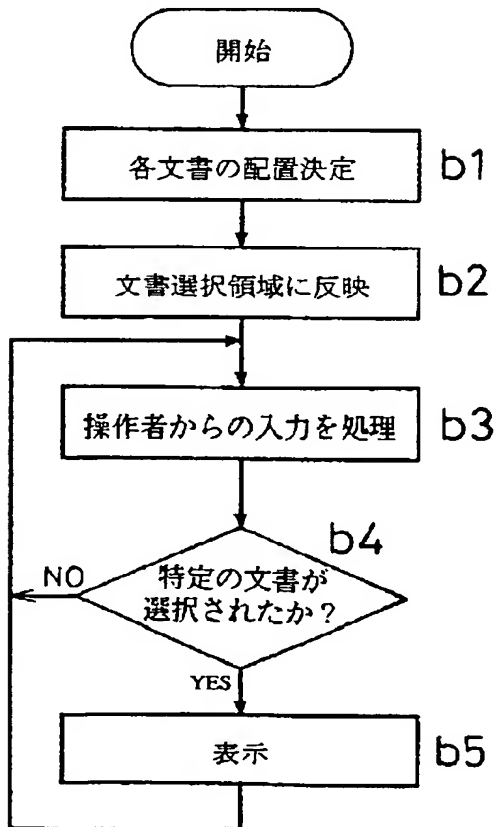 開始
各文書の配置決定
b1
文書選択領域に反映
b2
操作者からの入力を処理
b3
b4
特定の文書が
選択されたか?
NO
YES
表示
b5